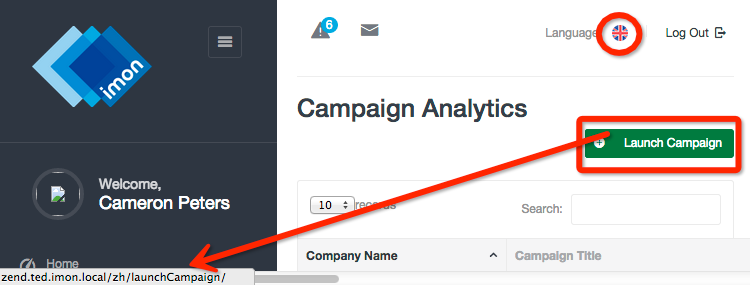 imon
6
Language
Log Out
Campaign Analytics
Launch Campaign
Welcome,
Cameron Peters
10 records
Search:
Home
Company Name
Campaign Title
zend.ted.imon.local/zh/launchCampaign/